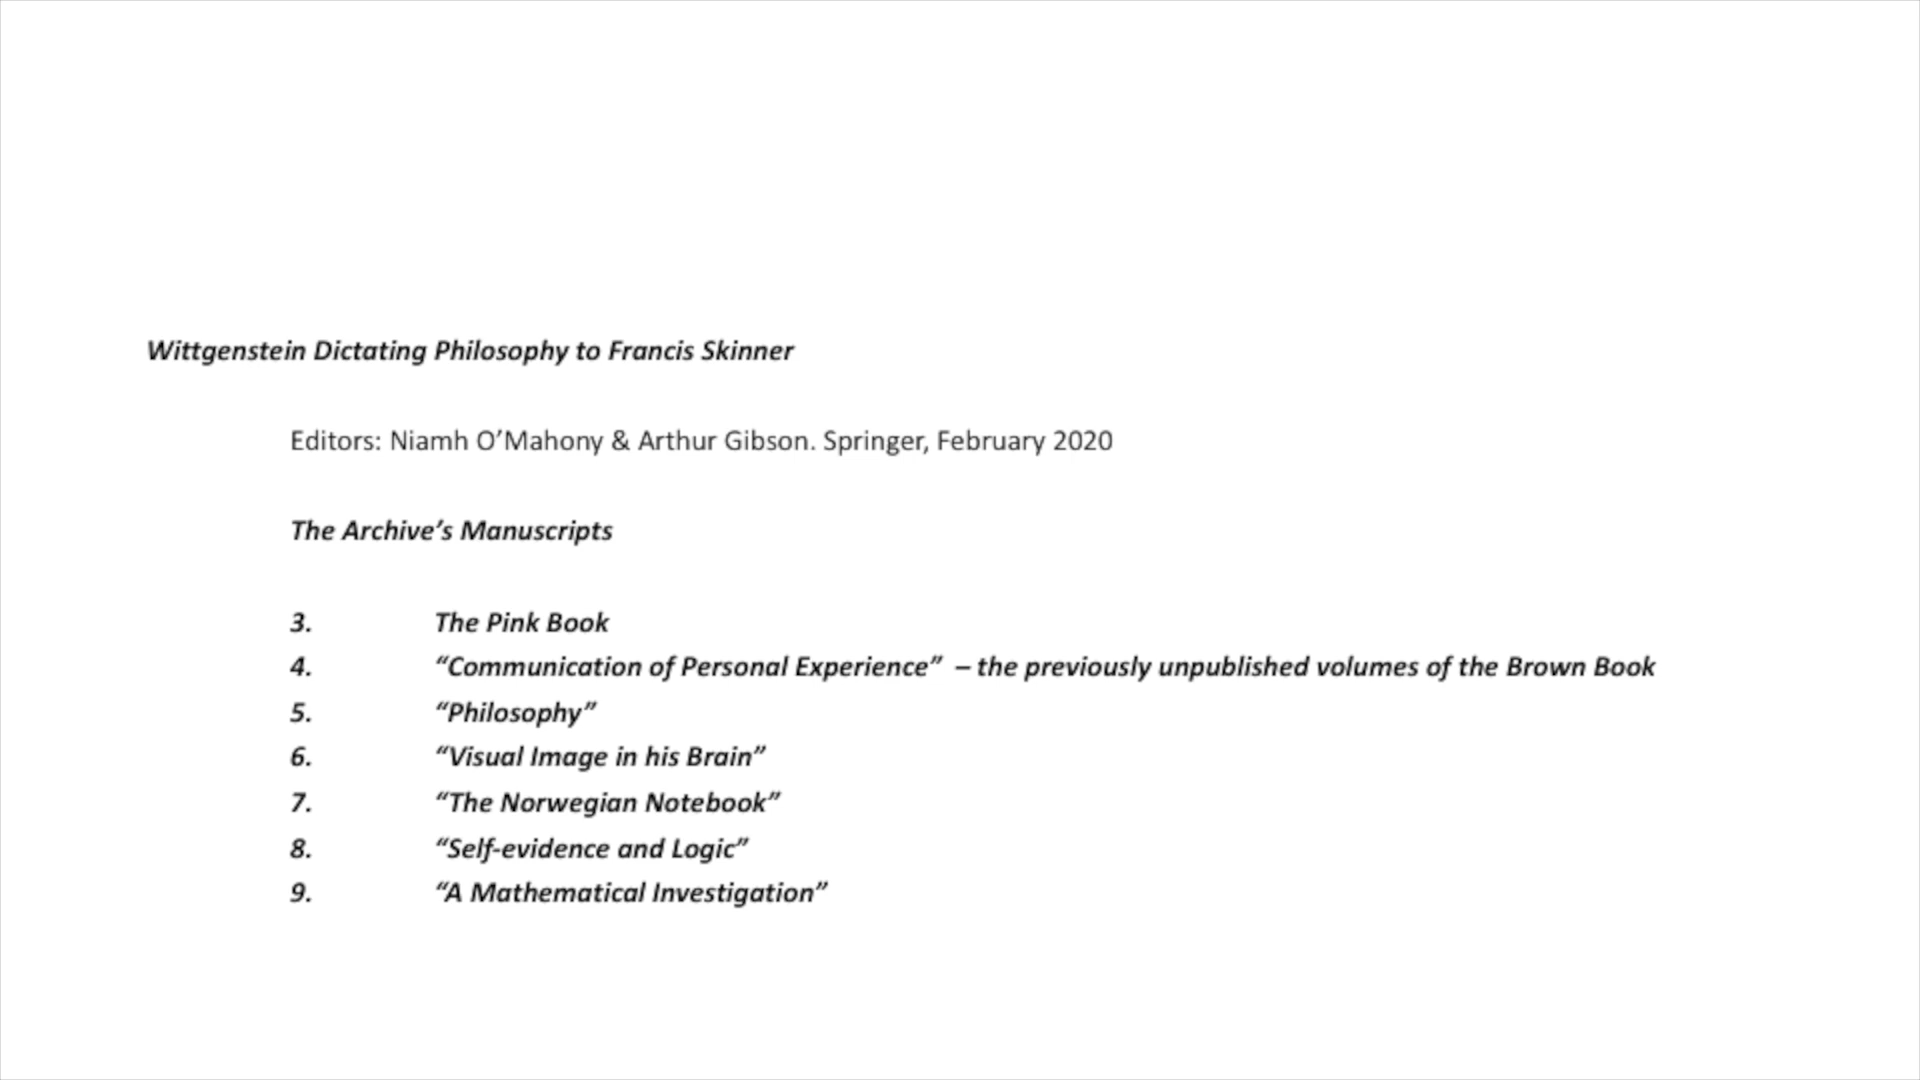 Wittgenstein Dictating Philosophy to Francis Skinner
Editors: Niamh O’Mahony & Arthur Gibson. Springer, February 2020
The Archive’s Manuscripts
3. The Pink Book
4. “Communication of Personal Experience” – the previously unpublished volumes of the Brown Book
5. “Philosophy”
6. “Visual Image in his Brain”
7. “The Norwegian Notebook”
8. “Self-evidence and Logic”
9. “A Mathematical Investigation”